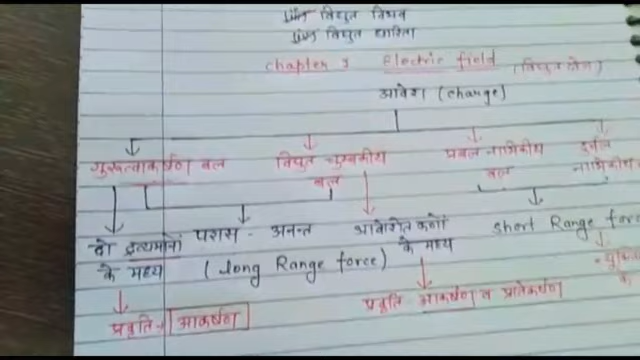 विद्युत विभव
विद्युत धारिता
Chapter 1 Electric field (विद्युत क्षेत्र)
आवेश (Charge)
गुरुत्वाकर्षण बल विद्युत चुम्बकीय बल प्रबल नाभिकीय बल दुर्बल नाभिकीय
दो द्रव्यमानों के मध्य परास - अनन्त (long Range force) आवेशित कणों के मध्य short Range force
प्रवृति → आकर्षण प्रवृति आकर्षण व प्रतिकर्षण